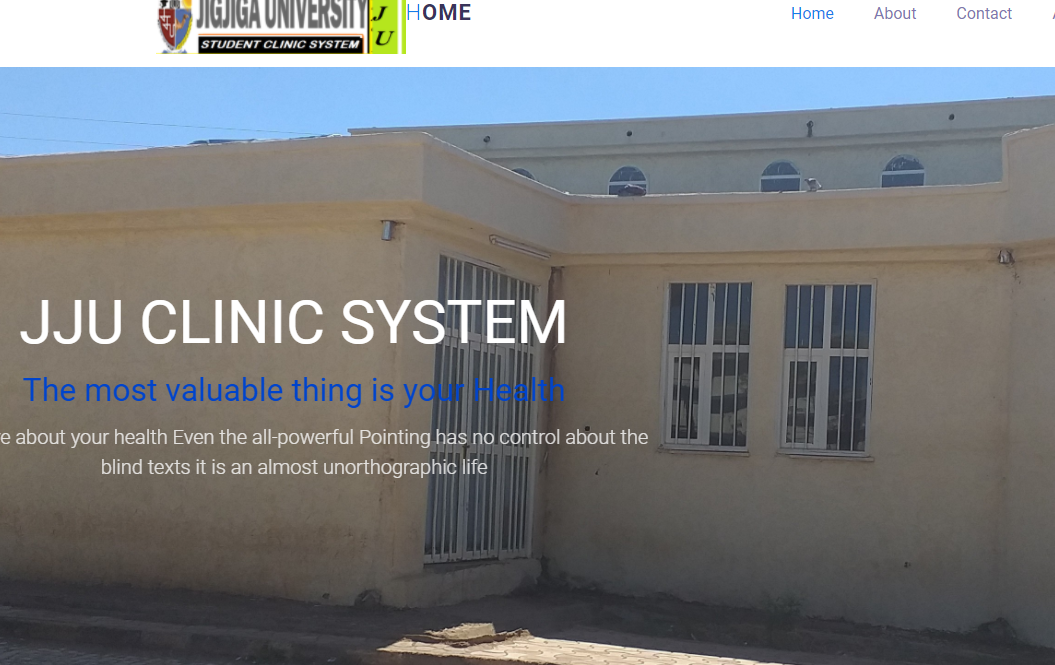 JIGJIGA UNIVERSITY
STUDENT CLINIC SYSTEM
J
U
HOME
Home About Contact
JJU CLINIC SYSTEM
The most valuable thing is your Health
about your health Even the all-powerful Pointing has no control about the
blind texts it is an almost unorthographic life